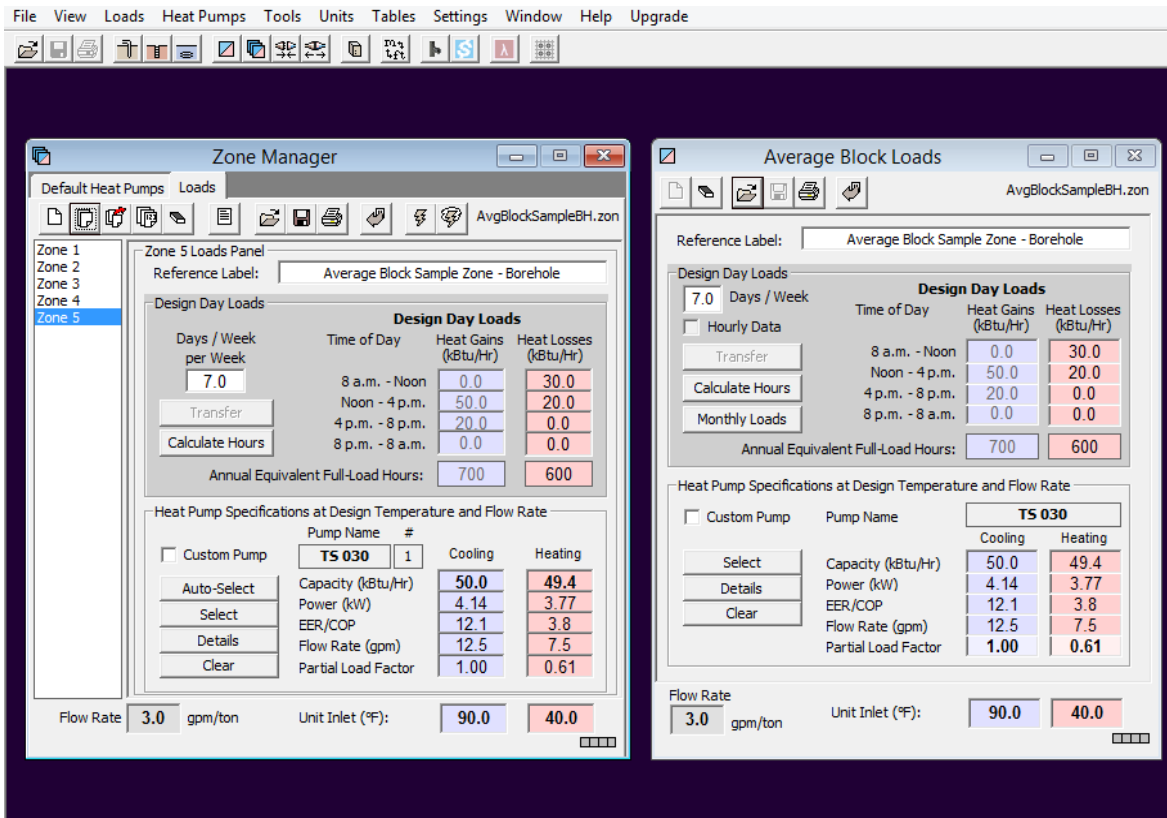 File View Loads Heat Pumps Tools Units Tables Settings Window Help Upgrade
Zone Manager
Default Heat Pumps Loads
AvgBlockSampleBH.zon
Zone 1
Zone 2
Zone 3
Zone 4
Zone 5
Zone 5 Loads Panel
Reference Label: Average Block Sample Zone - Borehole
Design Day Loads
Design Day Loads
Days / Week
per Week
7.0
Transfer
Calculate Hours
Time of Day Heat Gains Heat Losses
(kBtu/Hr) (kBtu/Hr)
8 a.m. - Noon 0.0 30.0
Noon - 4 p.m. 50.0 20.0
4 p.m. - 8 p.m. 20.0 0.0
8 p.m. - 8 a.m. 0.0 0.0
Annual Equivalent Full-Load Hours: 700 600
Heat Pump Specifications at Design Temperature and Flow Rate
Pump Name #
Custom Pump TS 030 1 Cooling Heating
Auto-Select
Select
Details
Clear
Capacity (kBtu/Hr) 50.0 49.4
Power (kW) 4.14 3.77
EER/COP 12.1 3.8
Flow Rate (gpm) 12.5 7.5
Partial Load Factor 1.00 0.61
Flow Rate 3.0 gpm/ton Unit Inlet (°F): 90.0 40.0
Average Block Loads
AvgBlockSampleBH.zon
Reference Label: Average Block Sample Zone - Borehole
Design Day Loads
7.0 Days / Week
Hourly Data
Transfer
Calculate Hours
Monthly Loads
Design Day Loads
Time of Day Heat Gains Heat Losses
(kBtu/Hr) (kBtu/Hr)
8 a.m. - Noon 0.0 30.0
Noon - 4 p.m. 50.0 20.0
4 p.m. - 8 p.m. 20.0 0.0
8 p.m. - 8 a.m. 0.0 0.0
Annual Equivalent Full-Load Hours: 700 600
Heat Pump Specifications at Design Temperature and Flow Rate
Custom Pump Pump Name TS 030
Cooling Heating
Select
Details
Clear
Capacity (kBtu/Hr) 50.0 49.4
Power (kW) 4.14 3.77
EER/COP 12.1 3.8
Flow Rate (gpm) 12.5 7.5
Partial Load Factor 1.00 0.61
Flow Rate
3.0 gpm/ton Unit Inlet (°F): 90.0 40.0